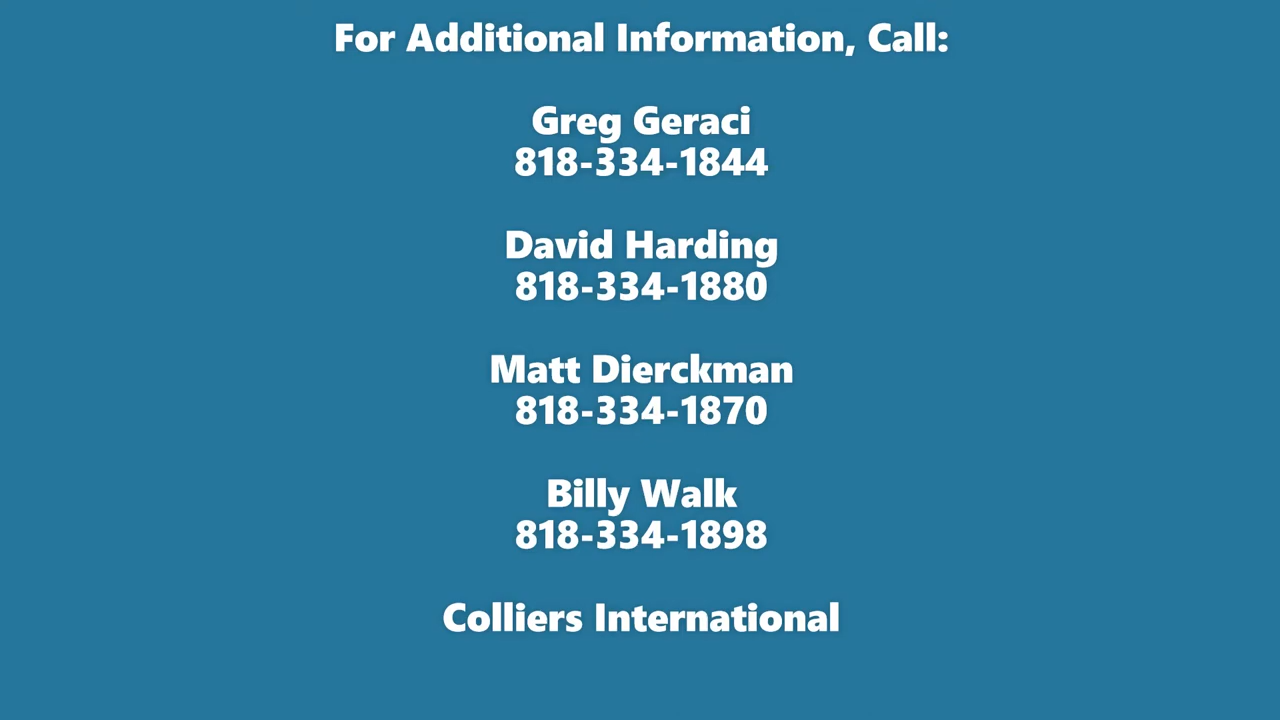 For Additional Information, Call:
Greg Geraci
818-334-1844
David Harding
818-334-1880
Matt Dierckman
818-334-1870
Billy Walk
818-334-1898
Colliers International